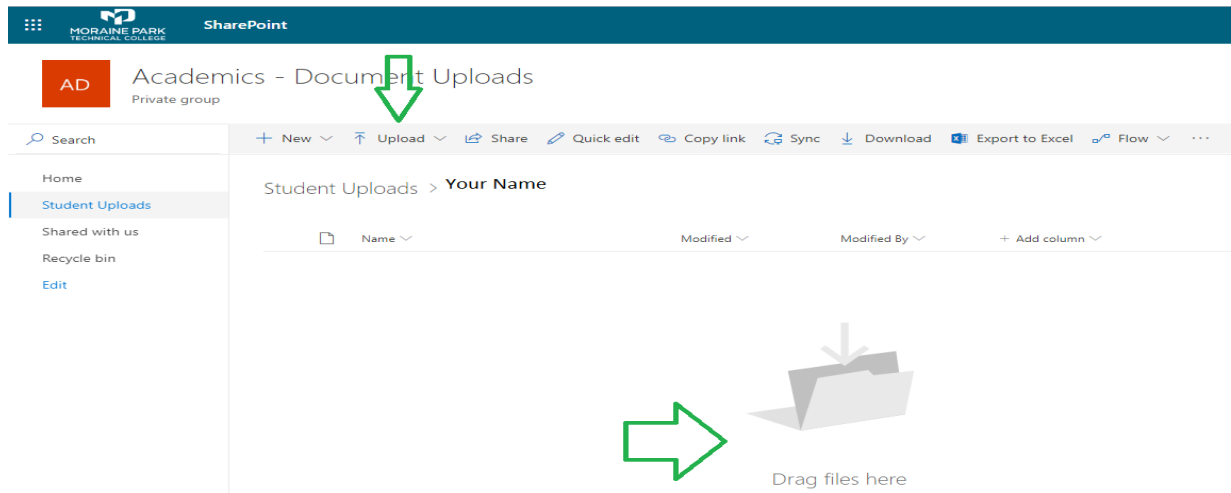 MORAINE PARK
TECHNICAL COLLEGE
SharePoint
AD
Academics - Document Uploads
Private group
Search
New Upload Share Quick edit Copy link Sync Download Export to Excel Flow ...
Home
Student Uploads
Shared with us
Recycle bin
Edit
Student Uploads > Your Name
Name Modified Modified By + Add column
Drag files here